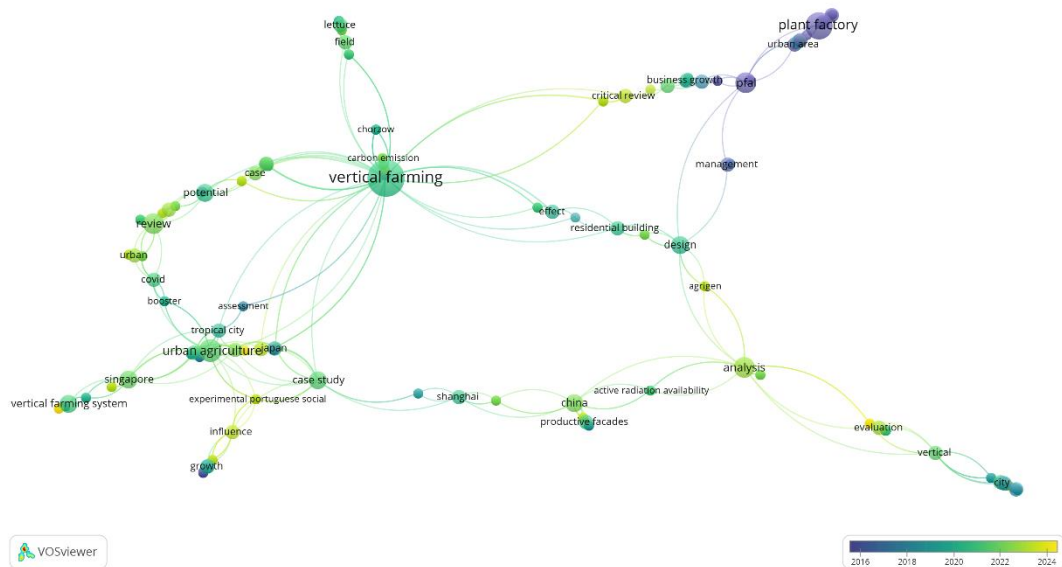 plant factory
lettuce
urban area
field
business growth
pfal
critical review
chorzow
carbon emission
management
case
vertical farming
potential
effect
review
residential building
design
urban
covid
agrigen
booster
assessment
tropical city
urban agriculture
japan
analysis
singapore
case study
active radiation availability
experimental portuguese social
shanghai
china
vertical farming system
productive facades
influence
evaluation
growth
vertical
city
VOSviewer
2016 2018 2020 2022 2024